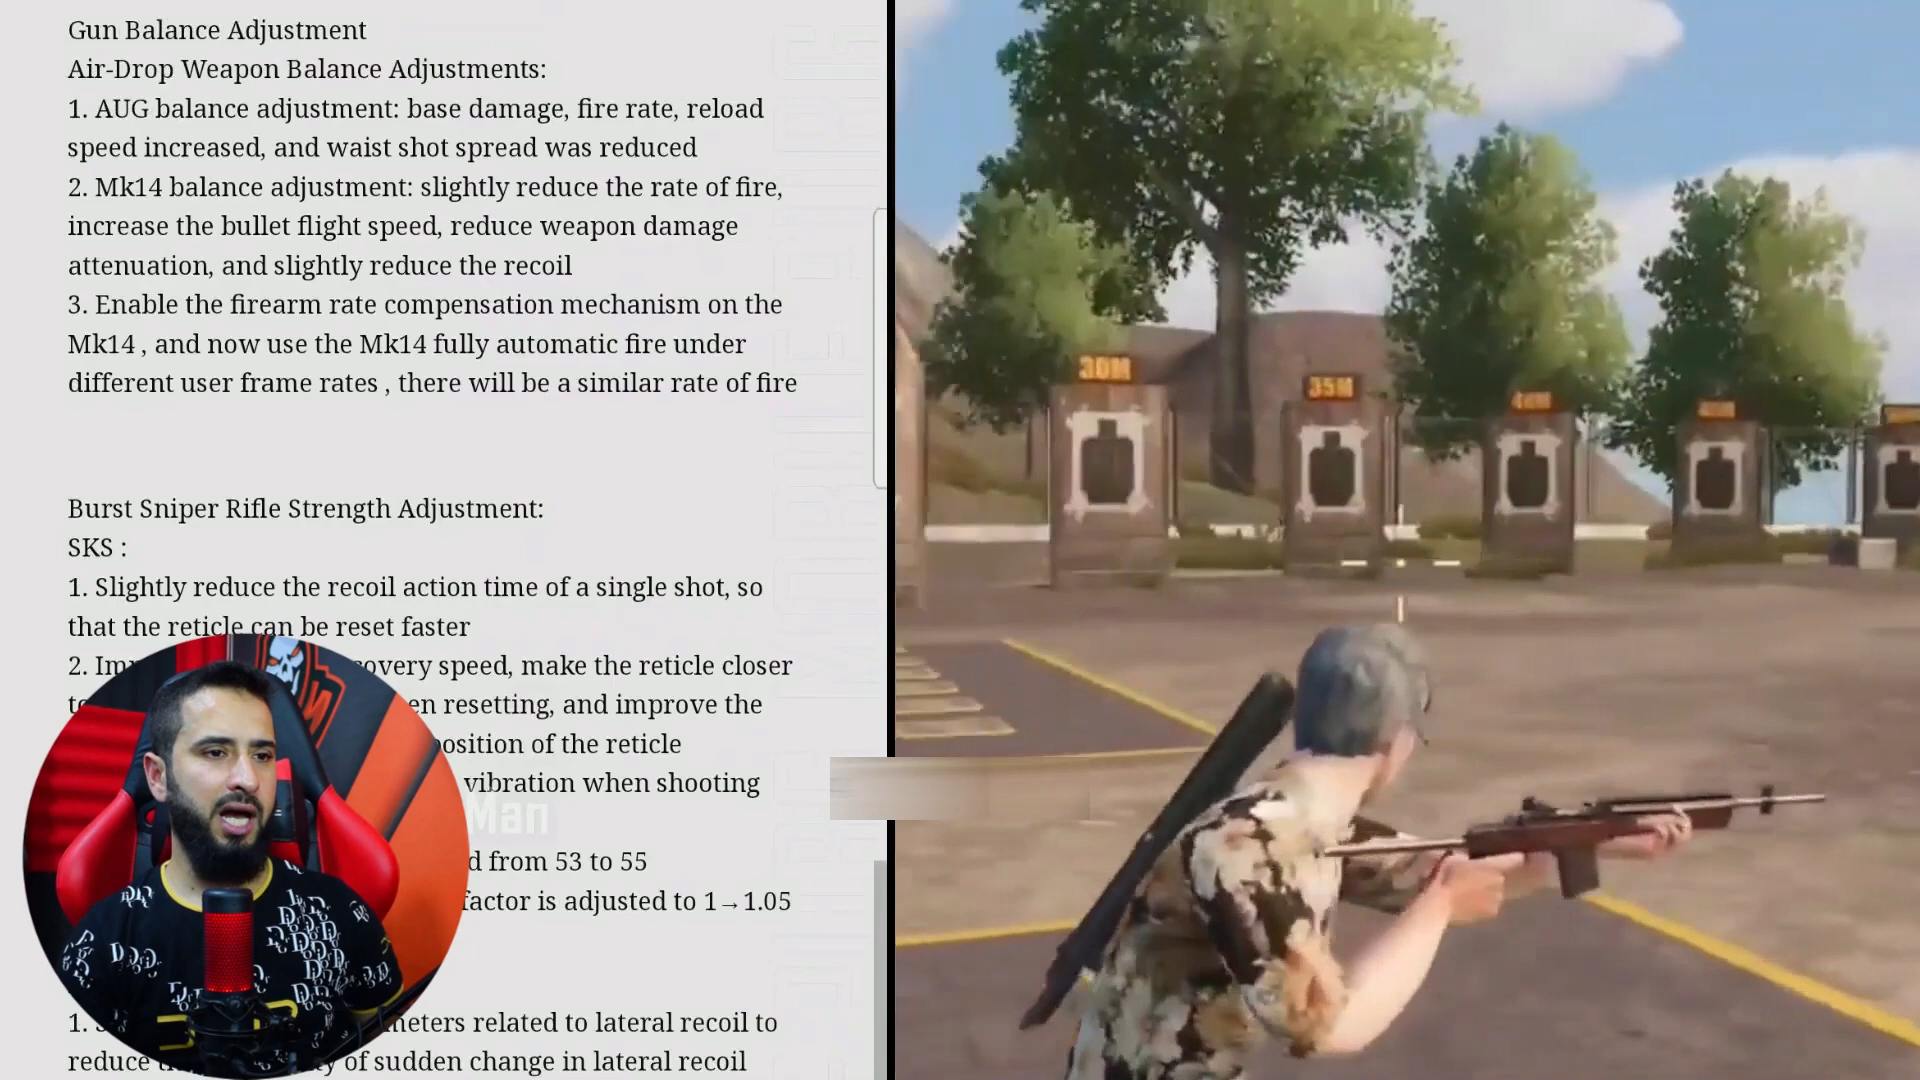 Gun Balance Adjustment
Air-Drop Weapon Balance Adjustments:
1. AUG balance adjustment: base damage, fire rate, reload
speed increased, and waist shot spread was reduced
2. Mk14 balance adjustment: slightly reduce the rate of fire,
increase the bullet flight speed, reduce weapon damage
attenuation, and slightly reduce the recoil
3. Enable the firearm rate compensation mechanism on the
Mk14 , and now use the Mk14 fully automatic fire under
different user frame rates , there will be a similar rate of fire
Burst Sniper Rifle Strength Adjustment:
SKS :
1. Slightly reduce the recoil action time of a single shot, so
that the reticle can be reset faster
2. speed, make the reticle closer
resetting, and improve the
position of the reticle
vibration when shooting
Man
from 53 to 55
factor is adjusted to 1→1.05
1. related to lateral recoil to
reduce of sudden change in lateral recoil
30M
35M